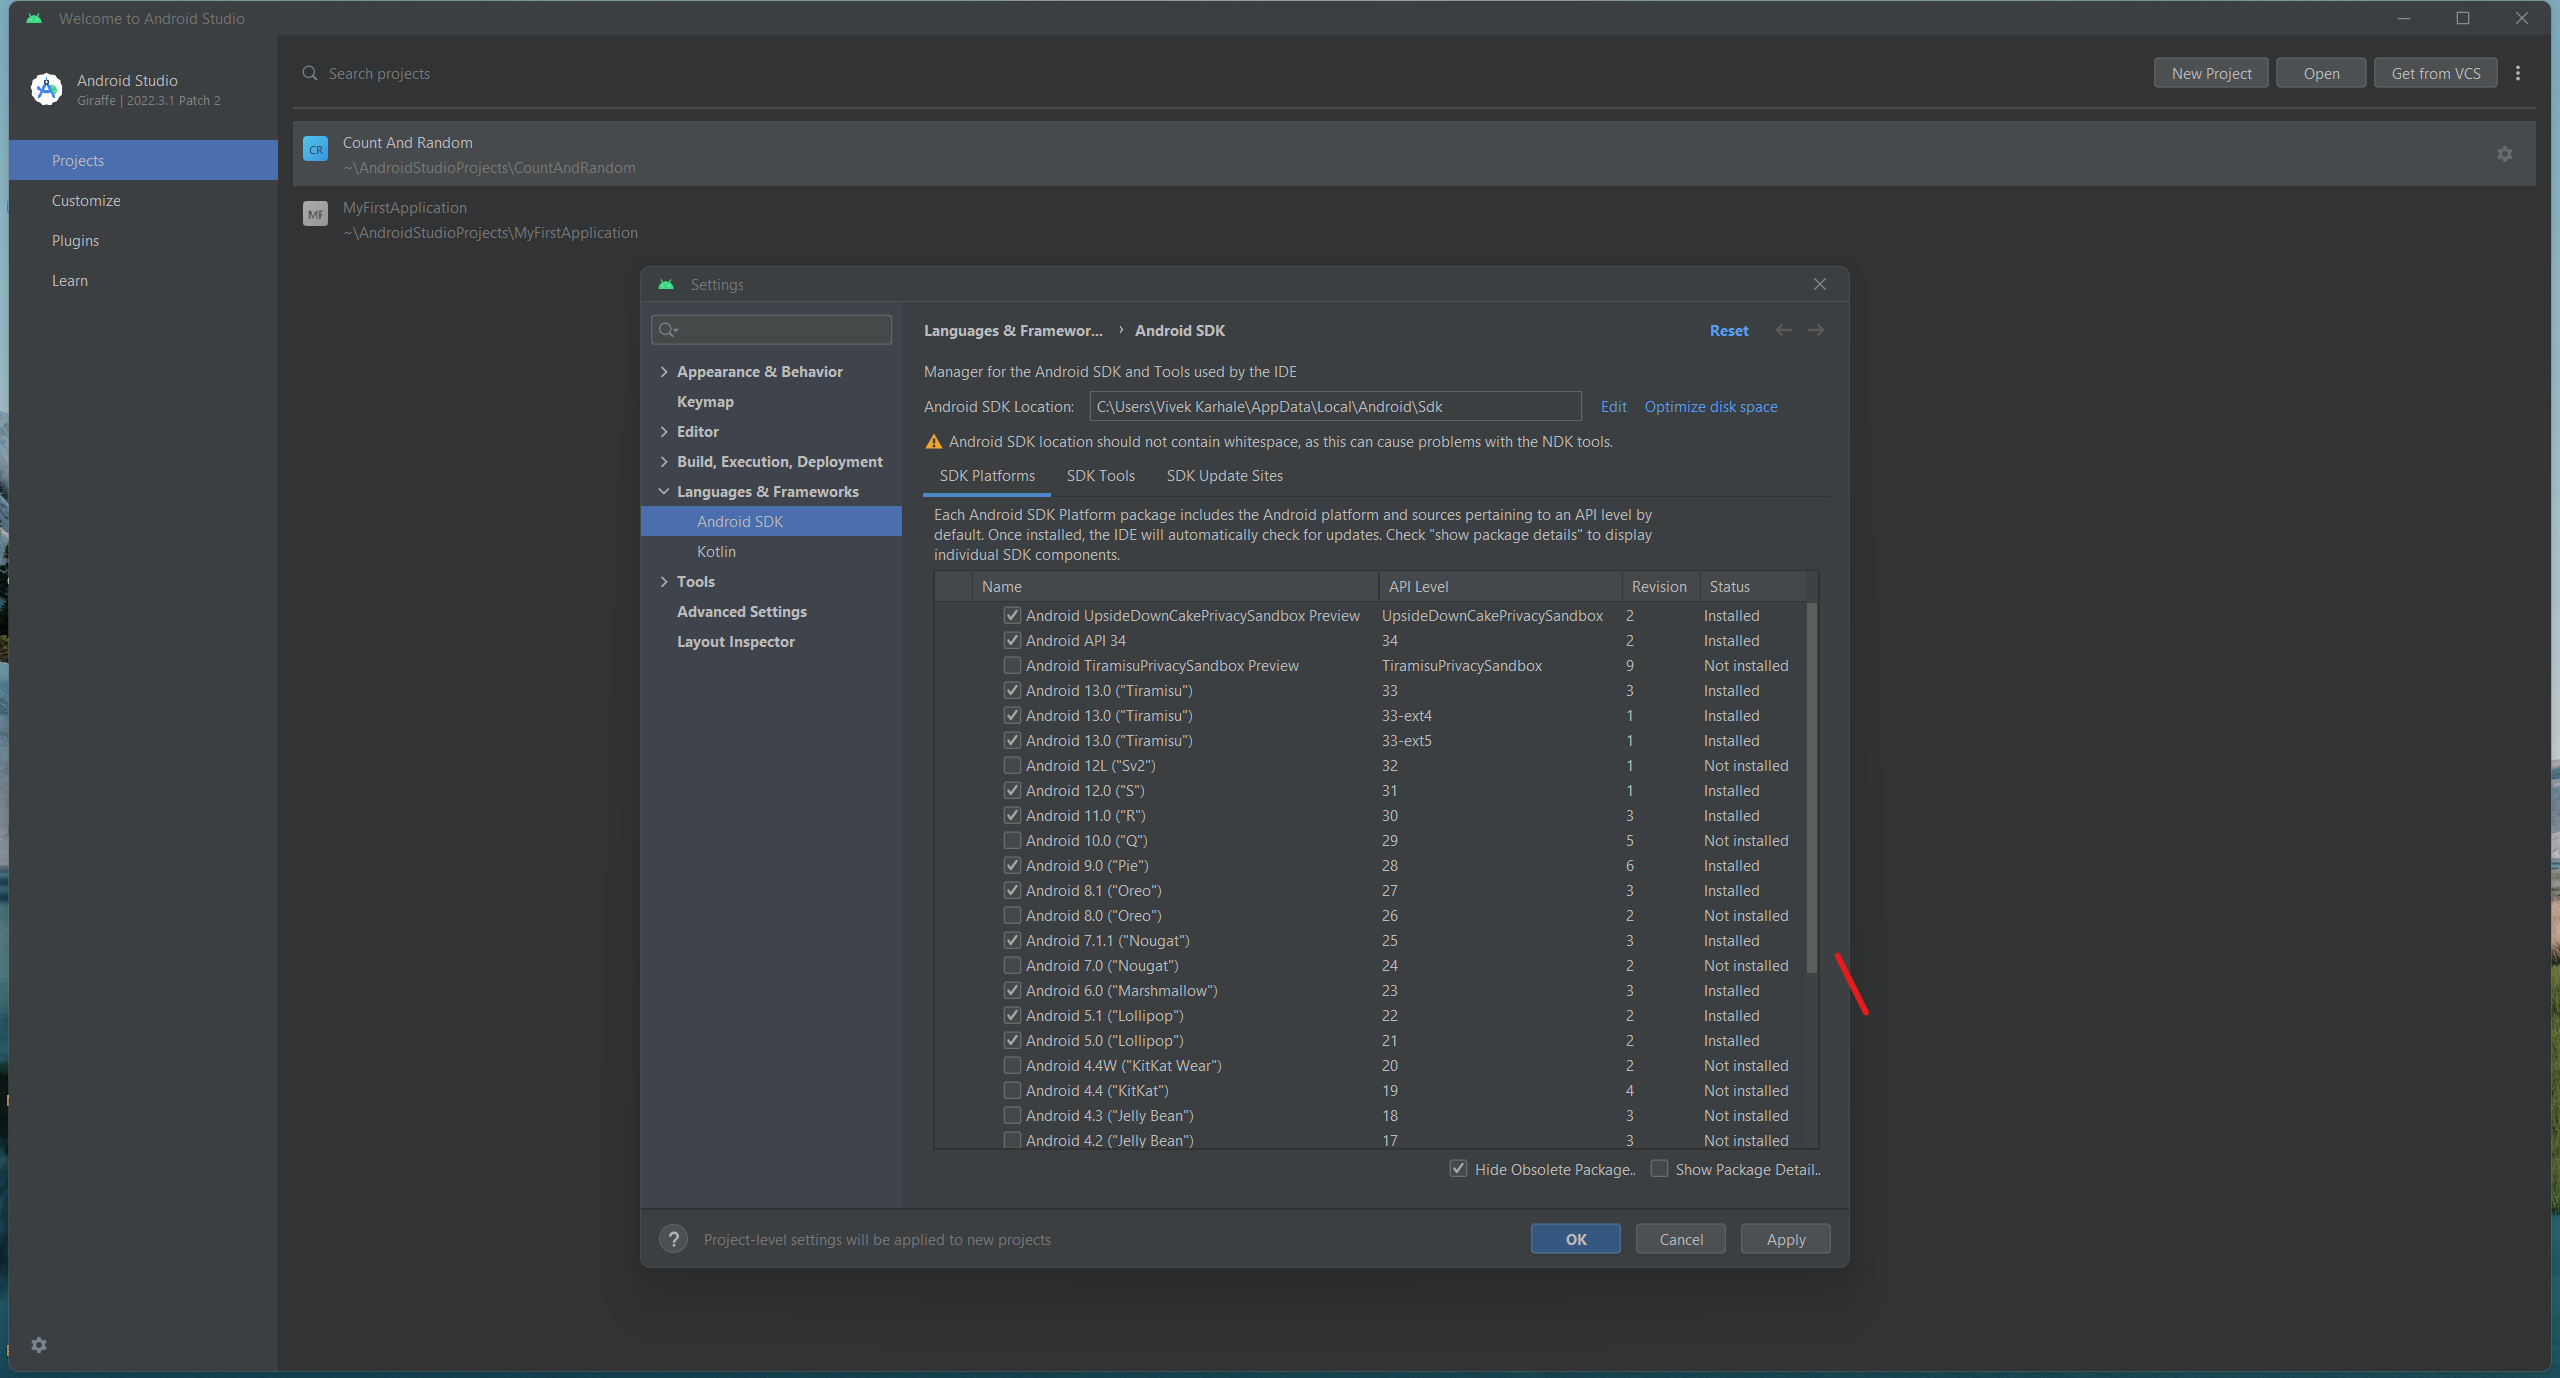 Welcome to Android Studio
Android Studio
Giraffe | 2022.3.1 Patch 2
Projects
Customize
Plugins
Learn
Search projects
New Project
Open
Get from VCS
CR
Count And Random
~\AndroidStudioProjects\CountAndRandom
MF
MyFirstApplication
~\AndroidStudioProjects\MyFirstApplication
Settings
Appearance & Behavior
Keymap
Editor
Build, Execution, Deployment
Languages & Frameworks
Android SDK
Kotlin
Tools
Advanced Settings
Layout Inspector
Languages & Framewor... › Android SDK
Reset
Manager for the Android SDK and Tools used by the IDE
Android SDK Location: C:\Users\Vivek Karhale\AppData\Local\Android\Sdk Edit Optimize disk space
Android SDK location should not contain whitespace, as this can cause problems with the NDK tools.
SDK Platforms SDK Tools SDK Update Sites
Each Android SDK Platform package includes the Android platform and sources pertaining to an API level by
default. Once installed, the IDE will automatically check for updates. Check "show package details" to display
individual SDK components.
Name API Level Revision Status
Android UpsideDownCakePrivacySandbox Preview UpsideDownCakePrivacySandbox 2 Installed
Android API 34 34 2 Installed
Android TiramisuPrivacySandbox Preview TiramisuPrivacySandbox 9 Not installed
Android 13.0 ("Tiramisu") 33 3 Installed
Android 13.0 ("Tiramisu") 33-ext4 1 Installed
Android 13.0 ("Tiramisu") 33-ext5 1 Installed
Android 12L ("Sv2") 32 1 Not installed
Android 12.0 ("S") 31 1 Installed
Android 11.0 ("R") 30 3 Installed
Android 10.0 ("Q") 29 5 Not installed
Android 9.0 ("Pie") 28 6 Installed
Android 8.1 ("Oreo") 27 3 Installed
Android 8.0 ("Oreo") 26 2 Not installed
Android 7.1.1 ("Nougat") 25 3 Installed
Android 7.0 ("Nougat") 24 2 Not installed
Android 6.0 ("Marshmallow") 23 3 Installed
Android 5.1 ("Lollipop") 22 2 Installed
Android 5.0 ("Lollipop") 21 2 Installed
Android 4.4W ("KitKat Wear") 20 2 Not installed
Android 4.4 ("KitKat") 19 4 Not installed
Android 4.3 ("Jelly Bean") 18 3 Not installed
Android 4.2 ("Jelly Bean") 17 3 Not installed
Hide Obsolete Package.. Show Package Detail..
? Project-level settings will be applied to new projects
OK Cancel Apply